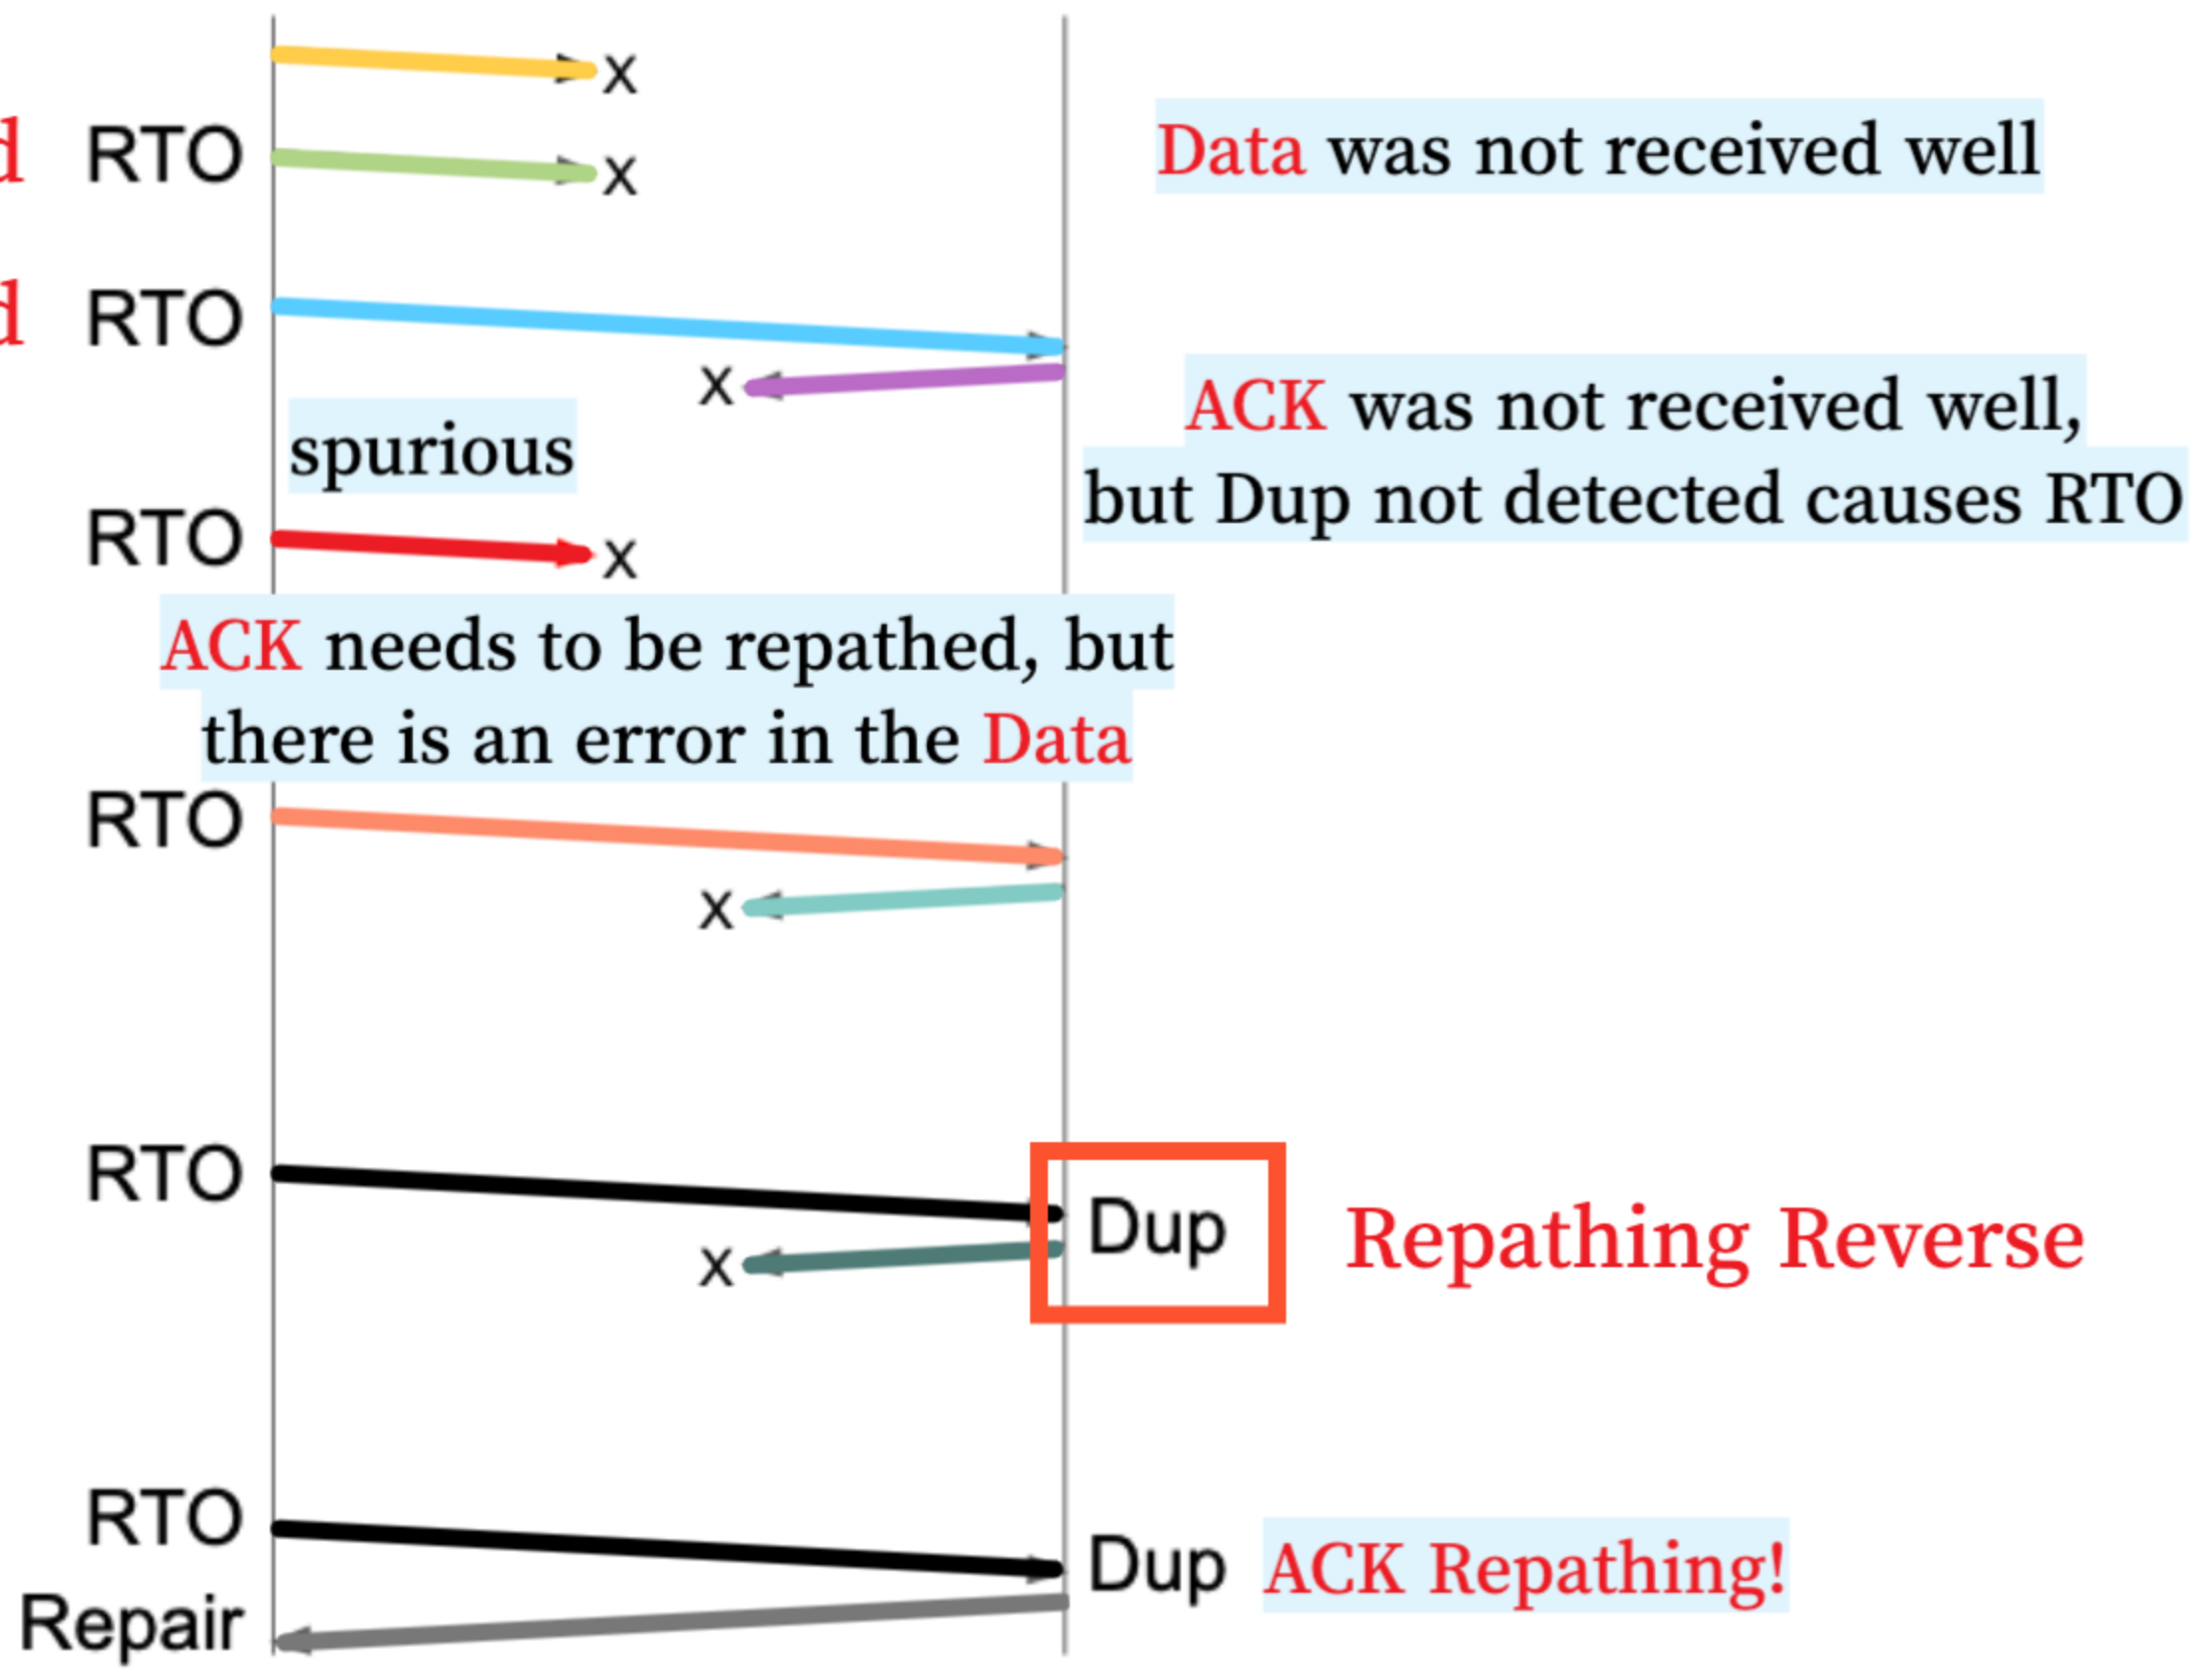 x
d RTO
x
Data was not received well
d RTO
x
ACK was not received well,
spurious
but Dup not detected causes RTO
RTO
x
ACK needs to be repathed, but
there is an error in the Data
RTO
x
RTO
Dup
Repathing Reverse
x
RTO
Dup
ACK Repathing!
Repair